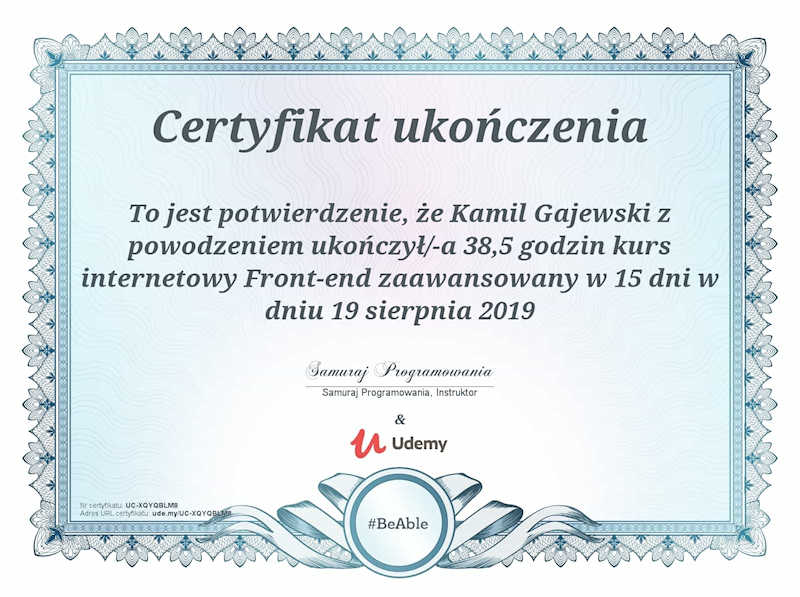 Certyfikat ukończenia
To jest potwierdzenie, że Kamil Gajewski z
powodzeniem ukończył/-a 38,5 godzin kurs
internetowy Front-end zaawansowany w 15 dni w
dniu 19 sierpnia 2019
Samuraj Programowania
Samuraj Programowania, Instruktor
&
Udemy
Nr certyfikatu: UC-XQYQBLM8
Adres URL certyfikatu: ude.my/UC-XQYQBLM8
#BeAble